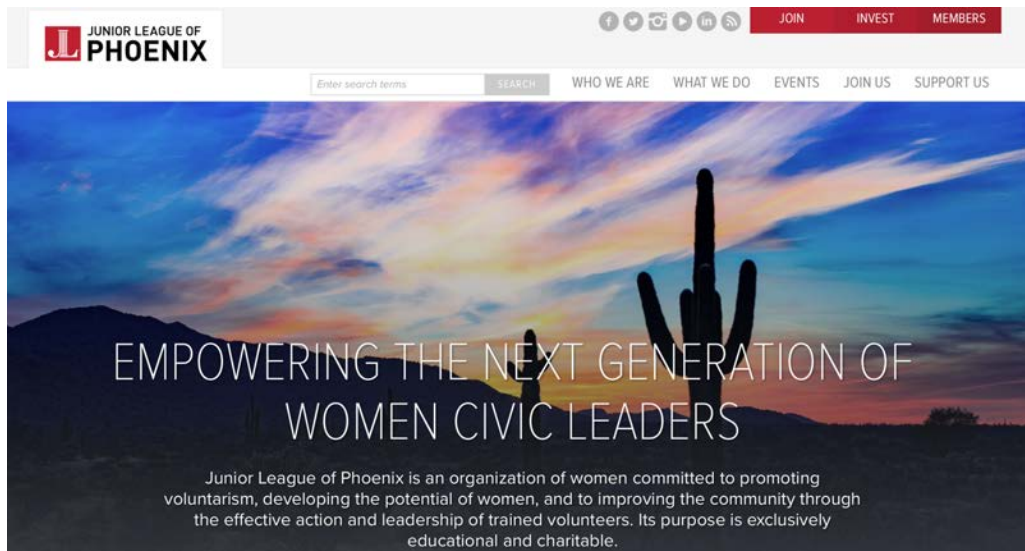 JUNIOR LEAGUE OF
PHOENIX
JOIN INVEST MEMBERS
Enter search terms SEARCH WHO WE ARE WHAT WE DO EVENTS JOIN US SUPPORT US
EMPOWERING THE NEXT GENERATION OF
WOMEN CIVIC LEADERS
Junior League of Phoenix is an organization of women committed to promoting
voluntarism, developing the potential of women, and to improving the community through
the effective action and leadership of trained volunteers. Its purpose is exclusively
educational and charitable.